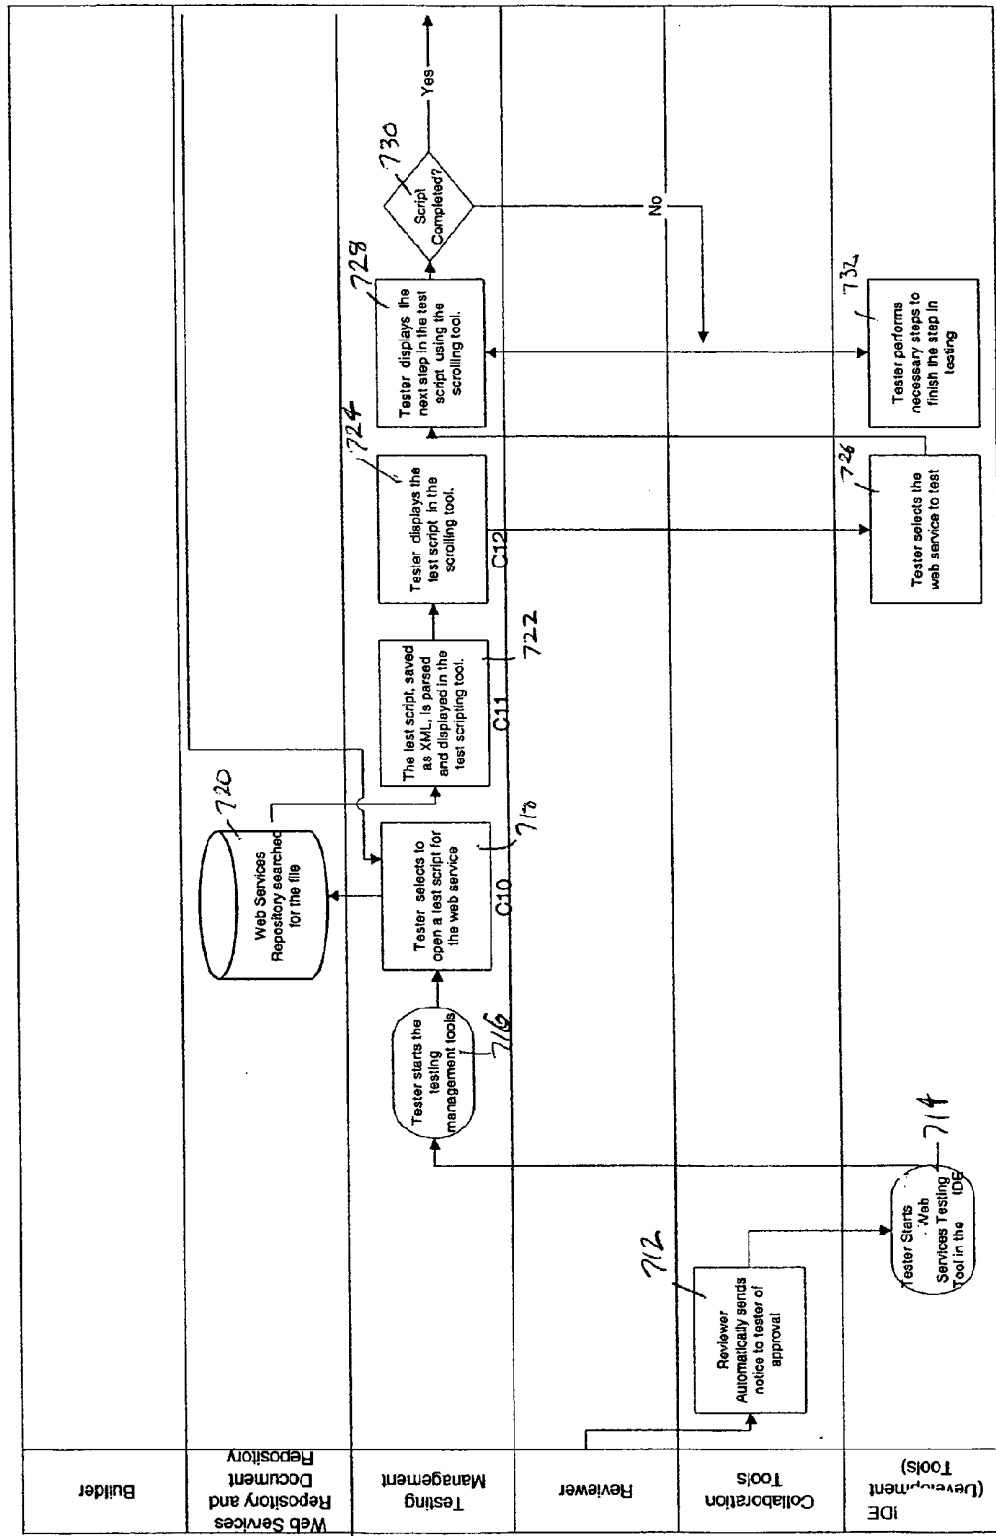 Builder
Web Services
Repository and
Document
Repository
Testing
Management
Reviewer
Collaboration
Tools
IDE
Tools)
712
Reviewer
Automatically sends
notice to tester of
approval
Tester Starts
Web
Services Testing
Tool in the IDE
714
Tester starts the
testing
management tools
716
Tester selects to
open a test script for
the web service
718
C10
Web Services
Repository searched
for the file
720
The test script, saved
as XML, is parsed
and displayed in the
test scripting tool.
722
C11
Tester displays the
test script in the
scrolling tool.
724
C12
Tester selects the
web service to test
726
Tester displays the
next step in the test
script using the
scrolling tool.
728
Tester performs
necessary steps to
finish the step in
testing
732
Script
Completed?
730
Yes
No